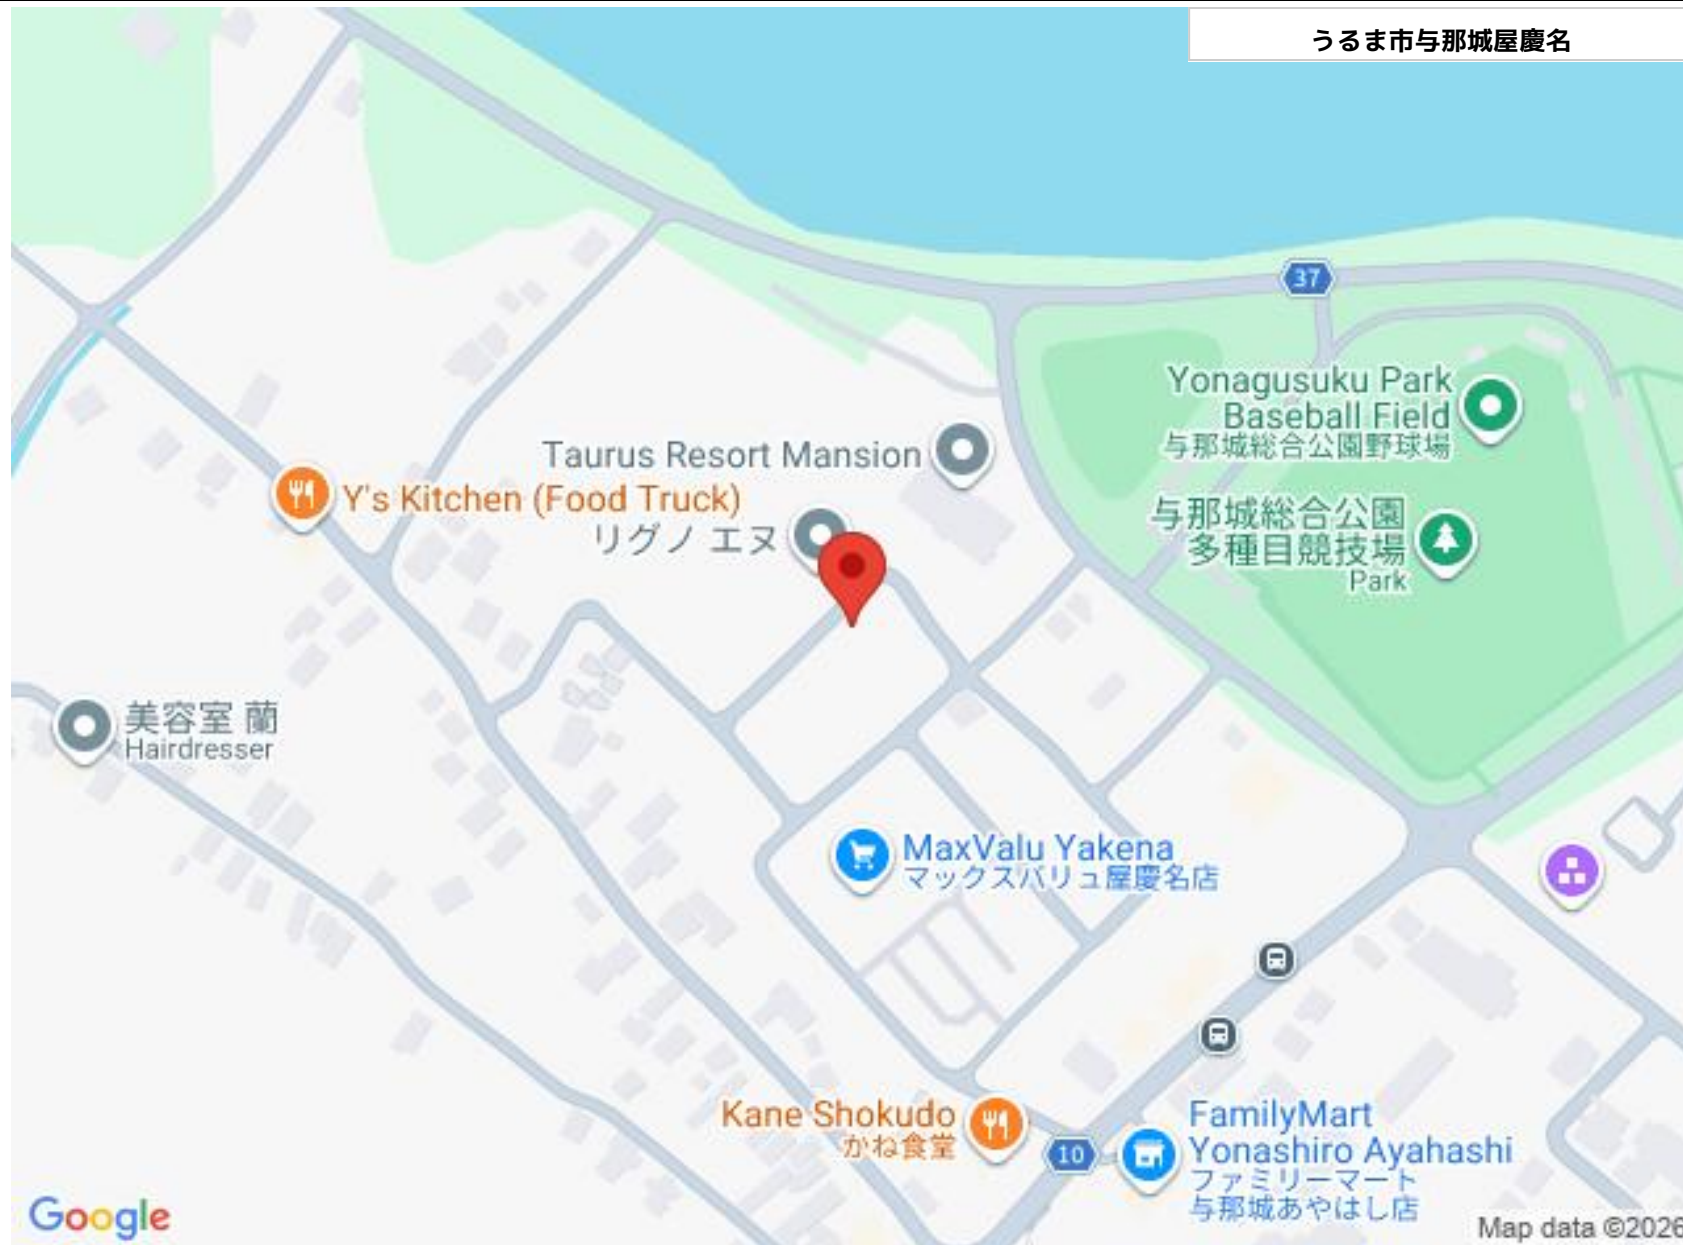 うるま市与那城屋慶名
37
Yonagusuku Park
Baseball Field
与那城総合公園野球場
Taurus Resort Mansion
Y's Kitchen (Food Truck)
リグノ エヌ
与那城総合公園
多種目競技場
Park
美容室 蘭
Hairdresser
MaxValu Yakena
マックスバリュ屋慶名店
Kane Shokudo
かね食堂
10
FamilyMart
Yonashiro Ayahashi
ファミリーマート
与那城あやはし店
Google
Map data ©2026